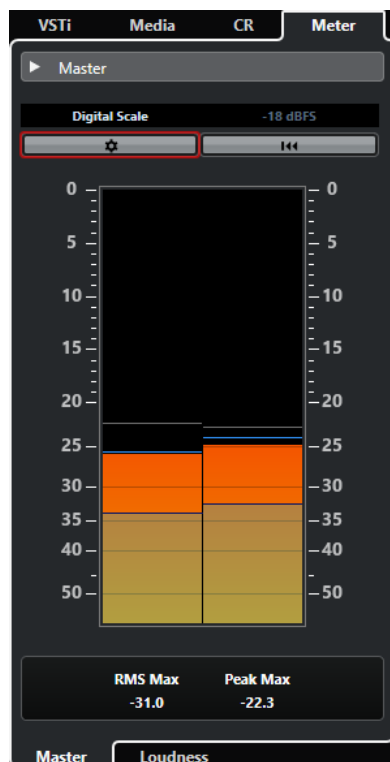 VSTi Media CR Meter
Master
Digital Scale -18 dBFS
0 0
5 5
10 10
15 15
20 20
25 25
30 30
35 35
40 40
50 50
RMS Max Peak Max
-31.0 -22.3
Master Loudness